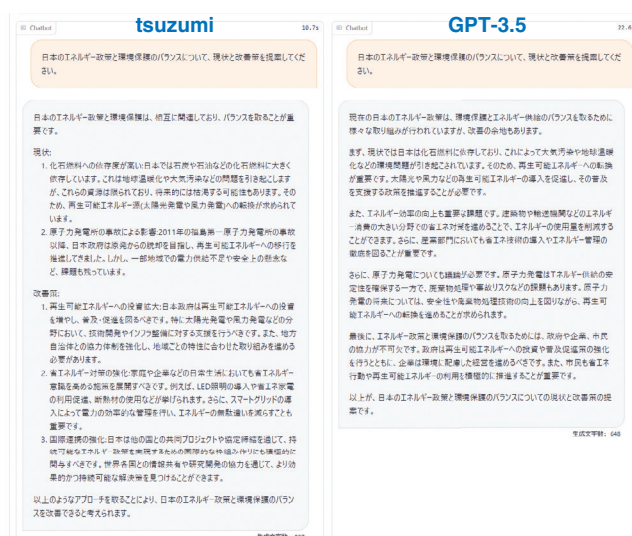 tsuzumi
Chatbot
10.7s
日本のエネルギー政策と環境保護のバランスについて、現状と改善策を提案してくだ
さい。
日本のエネルギー政策と環境保護は、相互に関連しており、バランスを取ることが重
要です。
現状:
1. 化石燃料への依存度が高い:日本では石炭や石油などの化石燃料に大きく
依存しています。これは地球温暖化や大気汚染などの問題を引き起こします
が、これらの資源は限られており、将来的には枯渇する可能性もあります。その
ため、再生可能エネルギー源(太陽光発電や風力発電)への転換が求められて
います。
2. 原子力発電所の事故による影響:2011年の福島第一原子力発電所の事故
以降、日本政府は原発からの脱却を目指し、再生可能エネルギーへの移行を
推進してきました。しかし、一部地域での電力供給不足や安全上の懸念な
ど、課題も残っています。
改善策:
1. 再生可能エネルギーへの投資拡大:日本政府は再生可能エネルギーへの投資
を増やし、普及・促進を図るべきです。特に太陽光発電や風力発電などの分
野において、技術開発やインフラ整備に対する支援を行うべきです。また、地方
自治体との協力体制を強化し、地域ごとの特性に合わせた取り組みを進める
必要があります。
2. 省エネルギー対策の強化:家庭や企業などの日常生活においても省エネルギー
意識を高める施策を展開すべきです。例えば、LED照明の導入や省エネ家電
の利用促進、断熱材の使用などが挙げられます。さらに、スマートグリッドの導
入によって電力の効率的な管理を行い、エネルギーの無駄遣いを減らすことも
重要です。
3. 国際連携の強化:日本は他の国との共同プロジェクトや協定締結を通じて、持
続可能なエネルギー政策を実現するための国際的な枠組み作りにも積極的に
関与すべきです。世界各国との情報共有や研究開発の協力を通じて、より効
果的かつ持続可能な解決策を見つけることができます。
以上のようなアプローチを取ることにより、日本のエネルギー政策と環境保護のバラン
スを改善できると考えられます。
GPT-3.5
Chatbot
22.6
日本のエネルギー政策と環境保護のバランスについて、現状と改善策を提案してくだ
さい。
現在の日本のエネルギー政策は、環境保護とエネルギー供給のバランスを取るために
様々な取り組みが行われていますが、改善の余地もあります。
まず、現状では日本は化石燃料に依存しており、これによって大気汚染や地球温暖
化などの環境問題が引き起こされています。そのため、再生可能エネルギーへの転換
が重要です。太陽光や風力などの再生可能エネルギーの導入を促進し、その普及
を支援する政策を推進することが必要です。
また、エネルギー効率の向上も重要な課題です。建築物や輸送機関などのエネルギ
ー消費の大きい分野での省エネ対策を進めることで、エネルギーの使用量を削減する
ことができます。さらに、産業部門においても省エネ技術の導入やエネルギー管理の
徹底を図ることが重要です。
さらに、原子力発電についても議論が必要です。原子力発電はエネルギー供給の安
定性を確保する一方で、廃棄物処理や事故リスクなどの課題もあります。原子力
発電の将来については、安全性や廃棄物処理技術の向上を図りながら、再生可
能エネルギーへの転換を進めることが求められます。
最後に、エネルギー政策と環境保護のバランスを取るためには、政府や企業、市民
の協力が不可欠です。政府は再生可能エネルギーへの投資や普及促進策の強化
を行うとともに、企業は環境に配慮した経営を進めるべきです。また、市民も省エネ
行動や再生可能エネルギーの利用を積極的に推進することが重要です。
以上が、日本のエネルギー政策と環境保護のバランスについての現状と改善策の提
案です。
生成文字数: 648